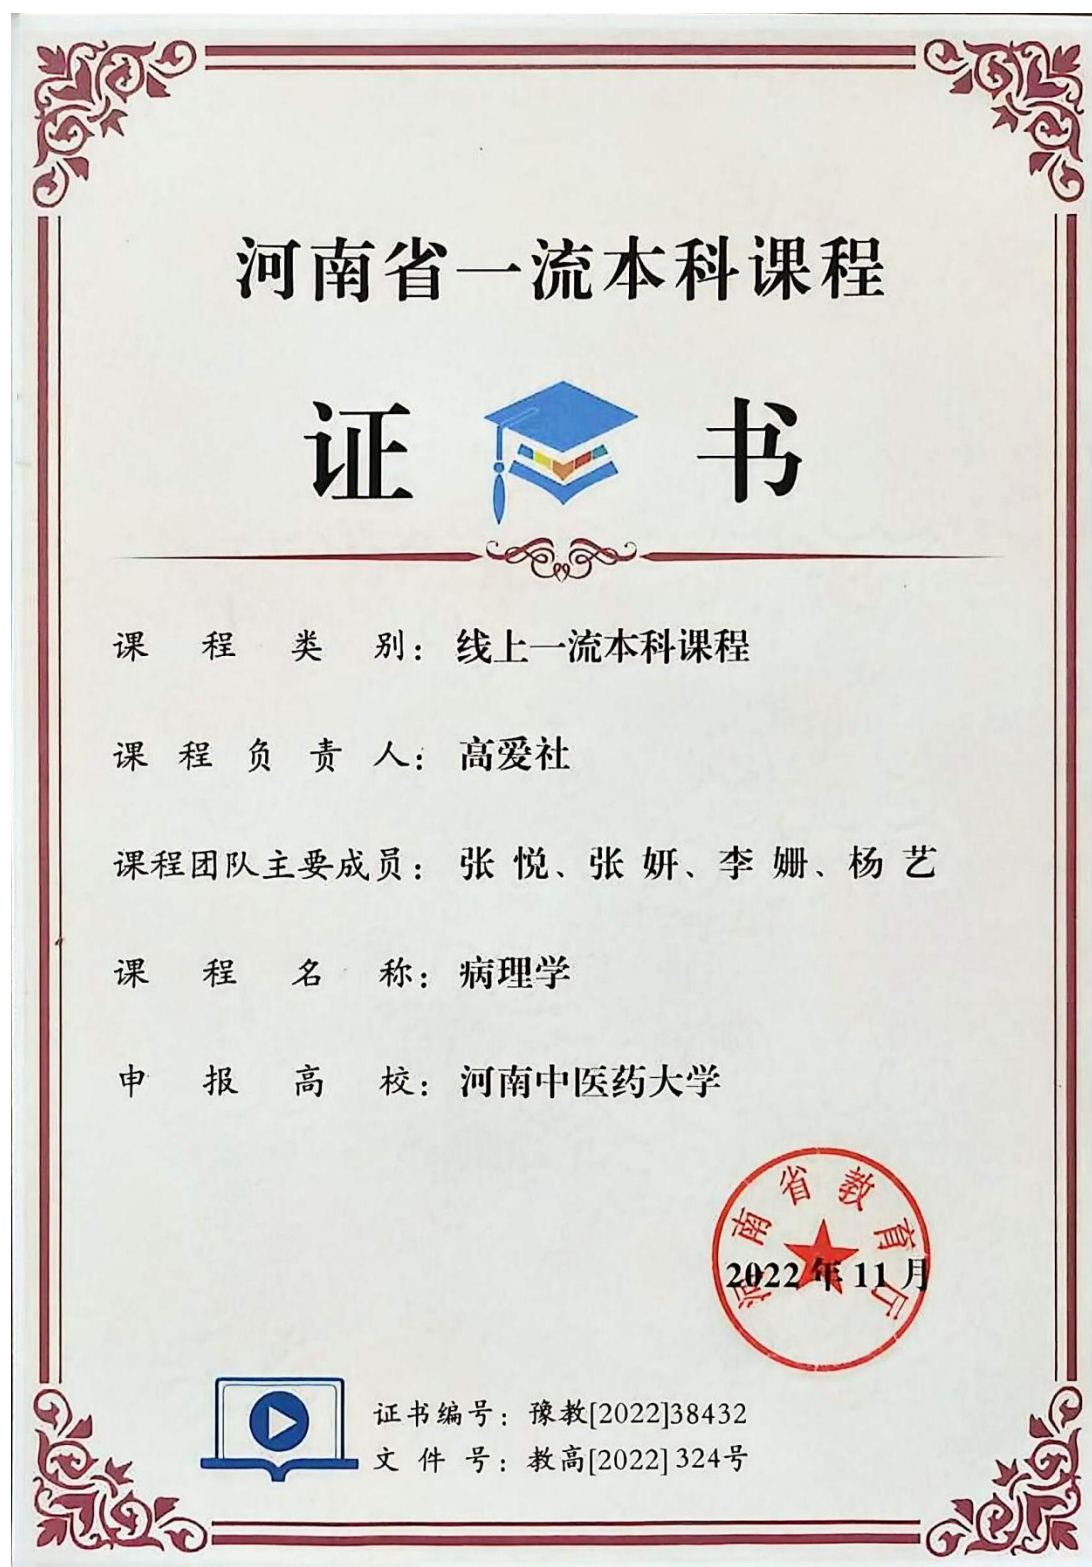 河南省一流本科课程
证书
课程类别：线上一流本科课程
课程负责人：高爱社
课程团队主要成员：张悦、张妍、李姗、杨艺
课程名称：病理学
申报高校：河南中医药大学
河南省教育厅
2022年11月
证书编号：豫教[2022]38432
文件号：教高[2022]324号